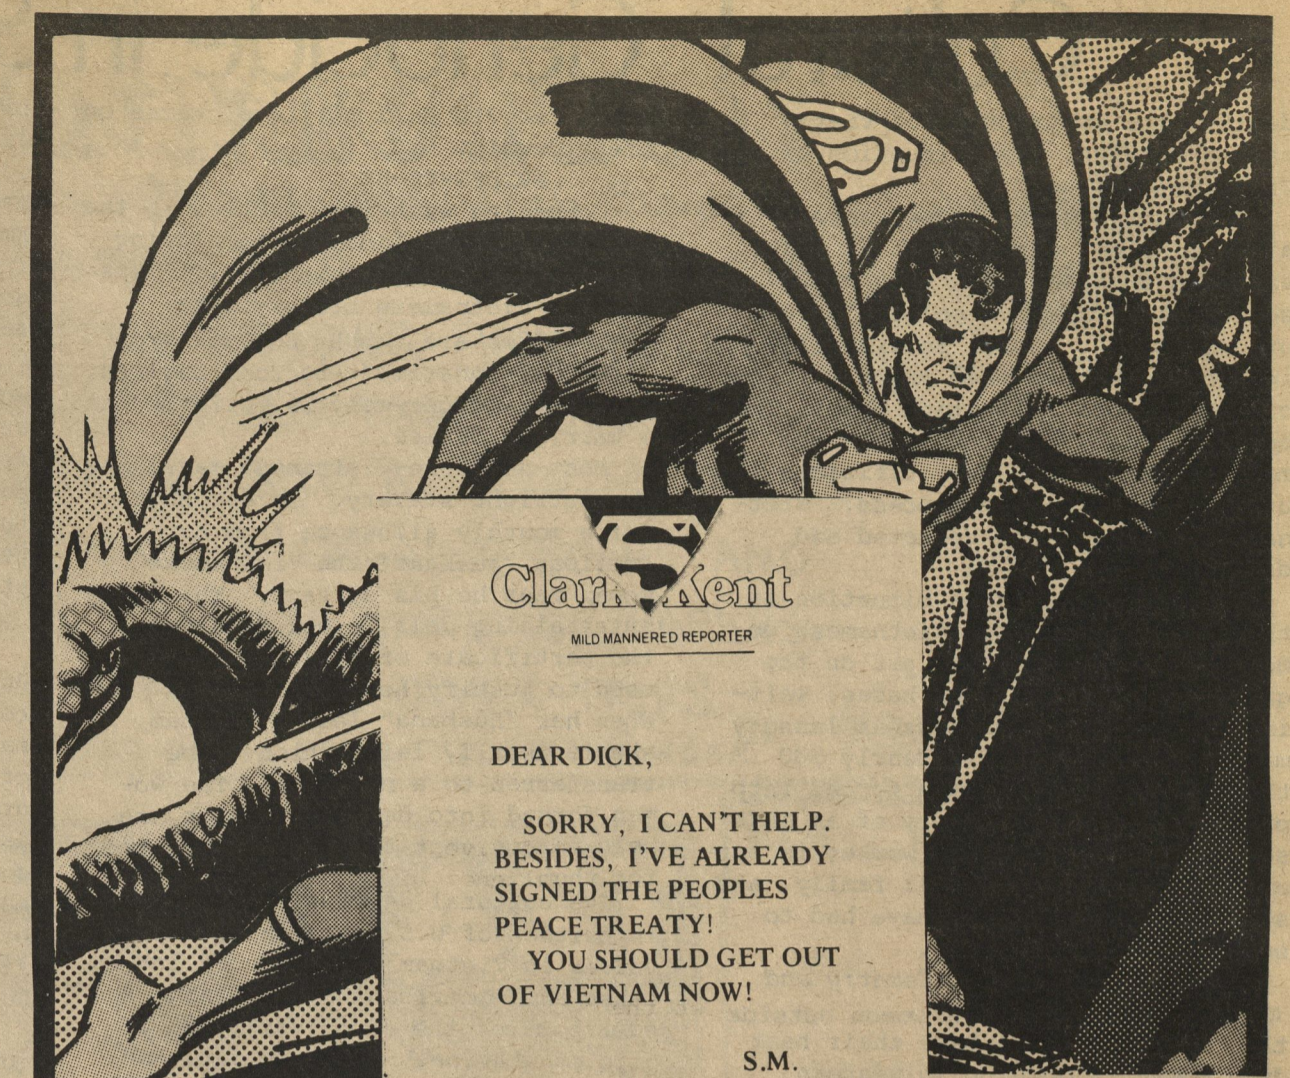 Clark Kent
MILD MANNERED REPORTER
DEAR DICK,
SORRY, I CAN'T HELP.
BESIDES, I'VE ALREADY
SIGNED THE PEOPLES
PEACE TREATY!
YOU SHOULD GET OUT
OF VIETNAM NOW!
S.M.